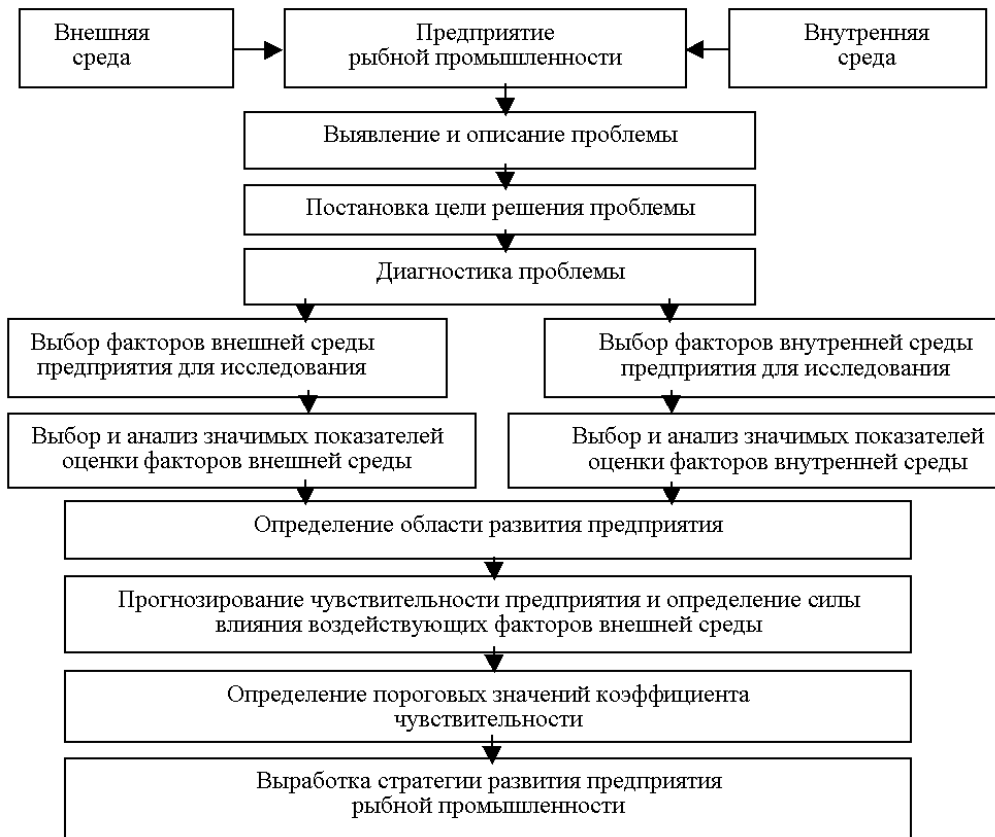 Внешняя
среда
Предприятие
рыбной промышленности
Внутренняя
среда
Выявление и описание проблемы
Постановка цели решения проблемы
Диагностика проблемы
Выбор факторов внешней среды
предприятия для исследования
Выбор факторов внутренней среды
предприятия для исследования
Выбор и анализ значимых показателей
оценки факторов внешней среды
Выбор и анализ значимых показателей
оценки факторов внутренней среды
Определение области развития предприятия
Прогнозирование чувствительности предприятия и определение силы
влияния воздействующих факторов внешней среды
Определение пороговых значений коэффициента
чувствительности
Выработка стратегии развития предприятия
рыбной промышленности